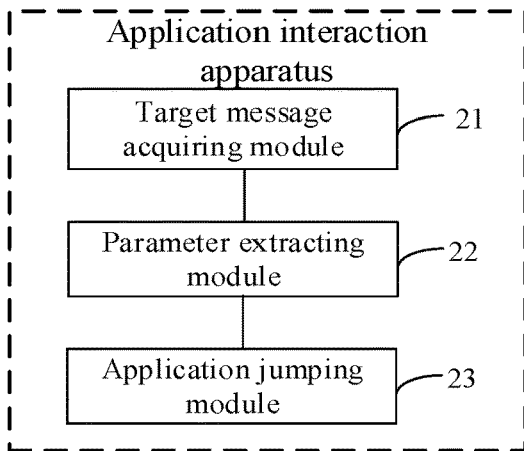 Application interaction
apparatus
Target message
acquiring module
21
Parameter extracting
module
22
Application jumping
module
23